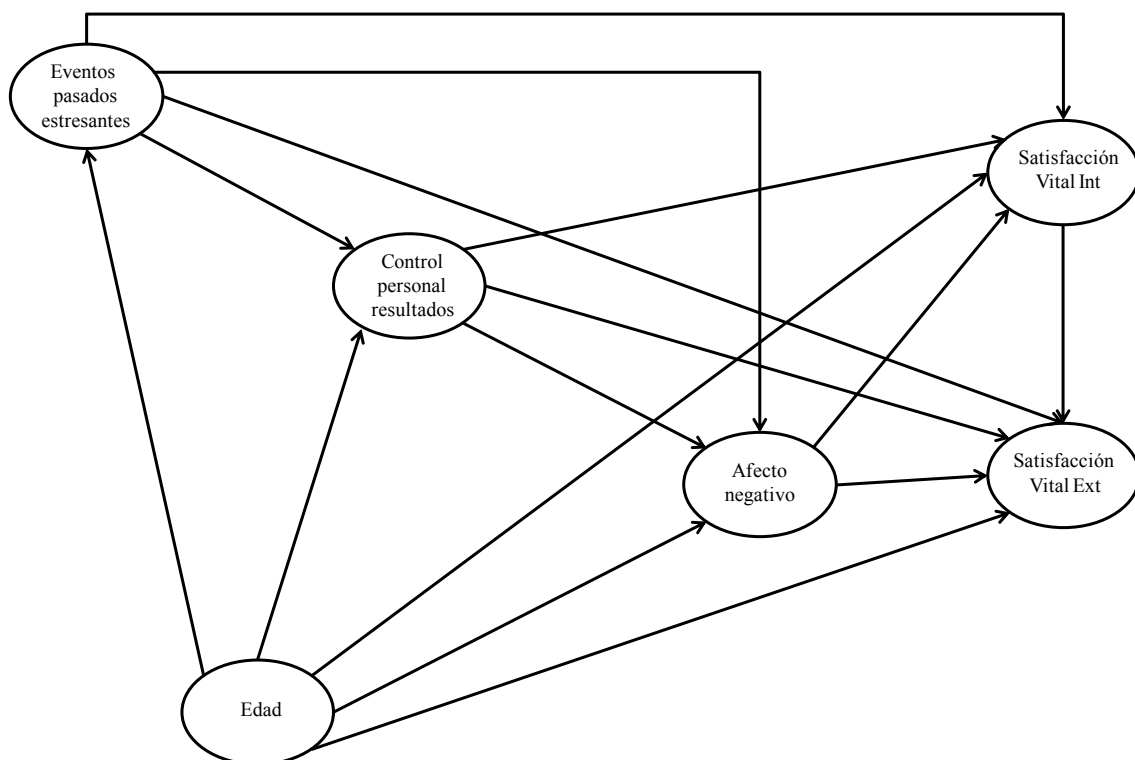 Eventos
pasados
estresantes
Satisfacción
Vital Int
Control
personal
resultados
Afecto
negativo
Satisfacción
Vital Ext
Edad